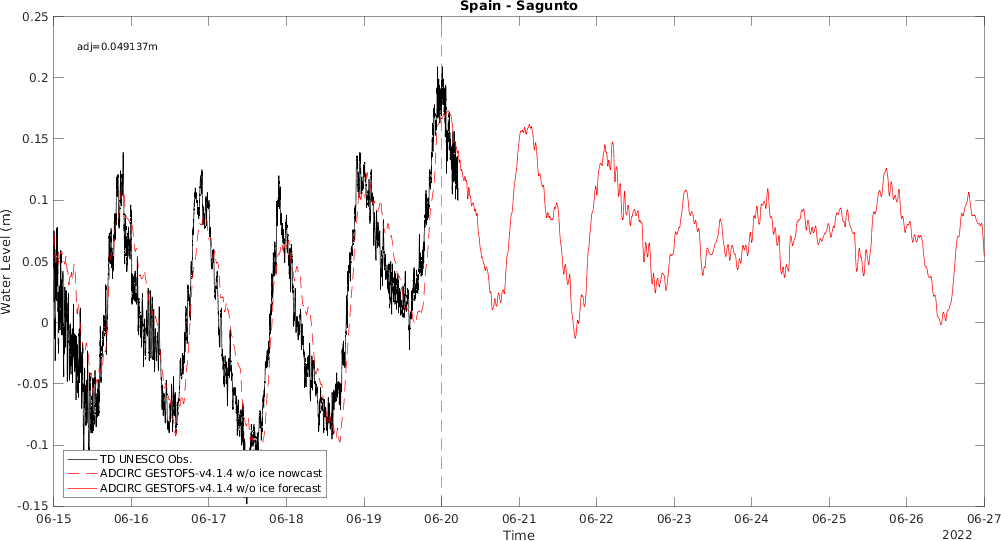 Spain - Sagunto
adj=0.049137m
Water Level (m)
0.25
0.2
0.15
0.1
0.05
0
-0.05
-0.1
-0.15
TD UNESCO Obs.
ADCIRC GESTOFS-v4.1.4 w/o ice nowcast
ADCIRC GESTOFS-v4.1.4 w/o ice forecast
06-15 06-16 06-17 06-18 06-19 06-20 06-21 06-22 06-23 06-24 06-25 06-26 06-27
Time
2022